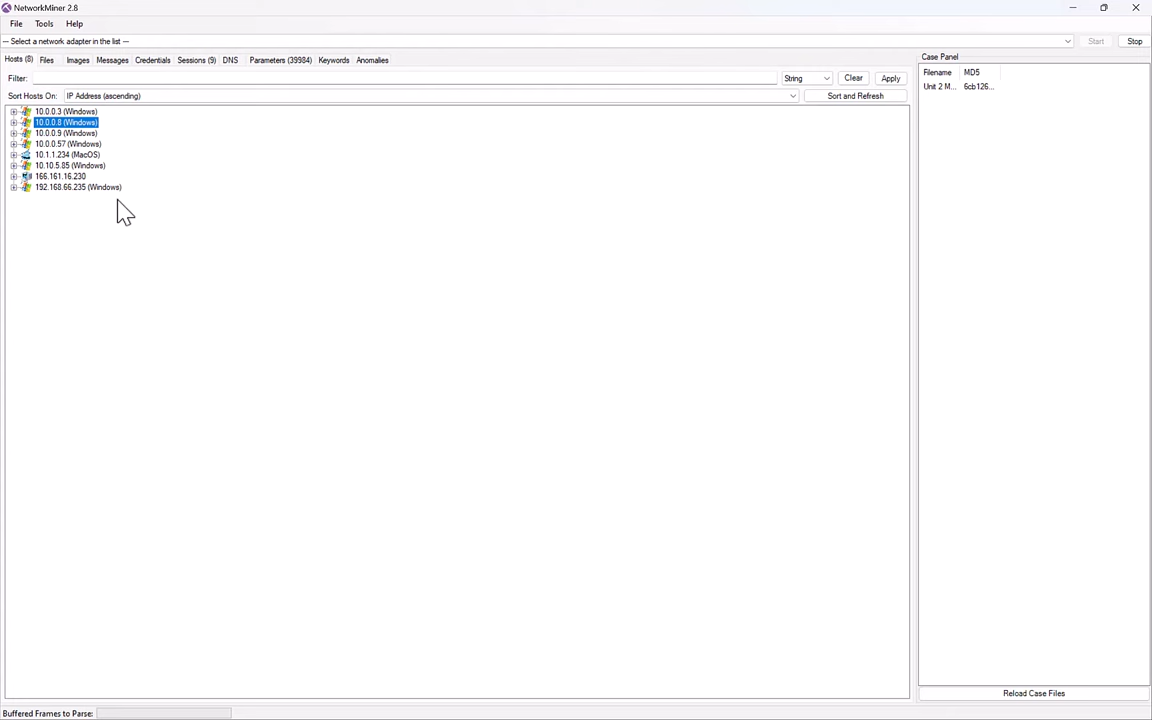 NetworkMiner 2.8
File Tools Help
--- Select a network adapter in the list ---
Start Stop
Hosts (8) Files Images Messages Credentials Sessions (9) DNS Parameters (39984) Keywords Anomalies
Filter: String Clear Apply
Sort Hosts On: IP Address (ascending) Sort and Refresh
10.0.0.3 (Windows)
10.0.0.8 (Windows)
10.0.0.9 (Windows)
10.0.0.57 (Windows)
10.1.1.234 (MacOS)
10.10.5.85 (Windows)
166.161.16.230
192.168.66.235 (Windows)
Case Panel
Filename MD5
Unit 2 M... 6cb126...
Reload Case Files
Buffered Frames to Parse: